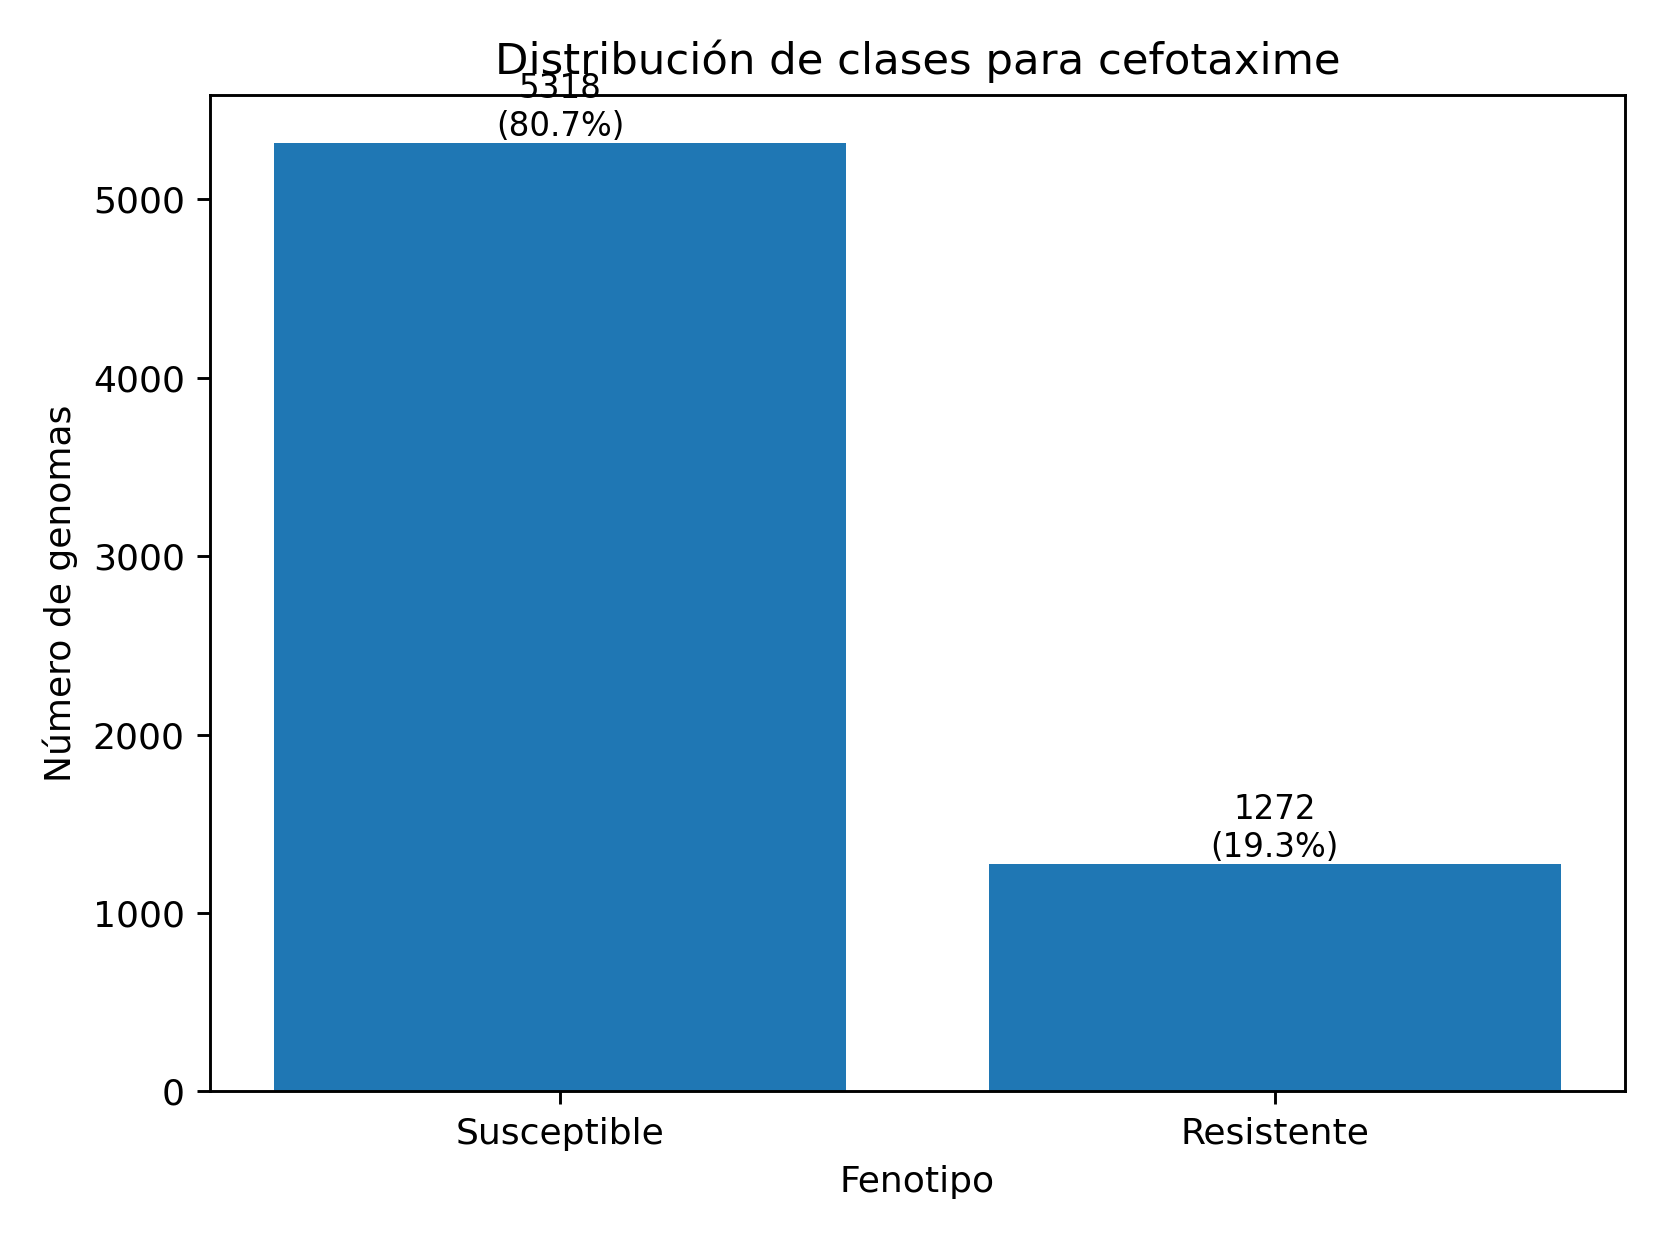 Distribución de clases para cefotaxime
5318
(80.7%)
5000
4000
3000
2000
1000
0
Número de genomas
1272
(19.3%)
Susceptible
Resistente
Fenotipo